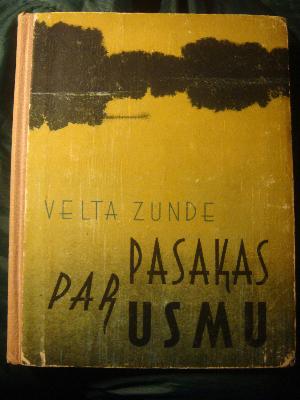 VELTA ZUNDE
PASAKAS
PAR USMU